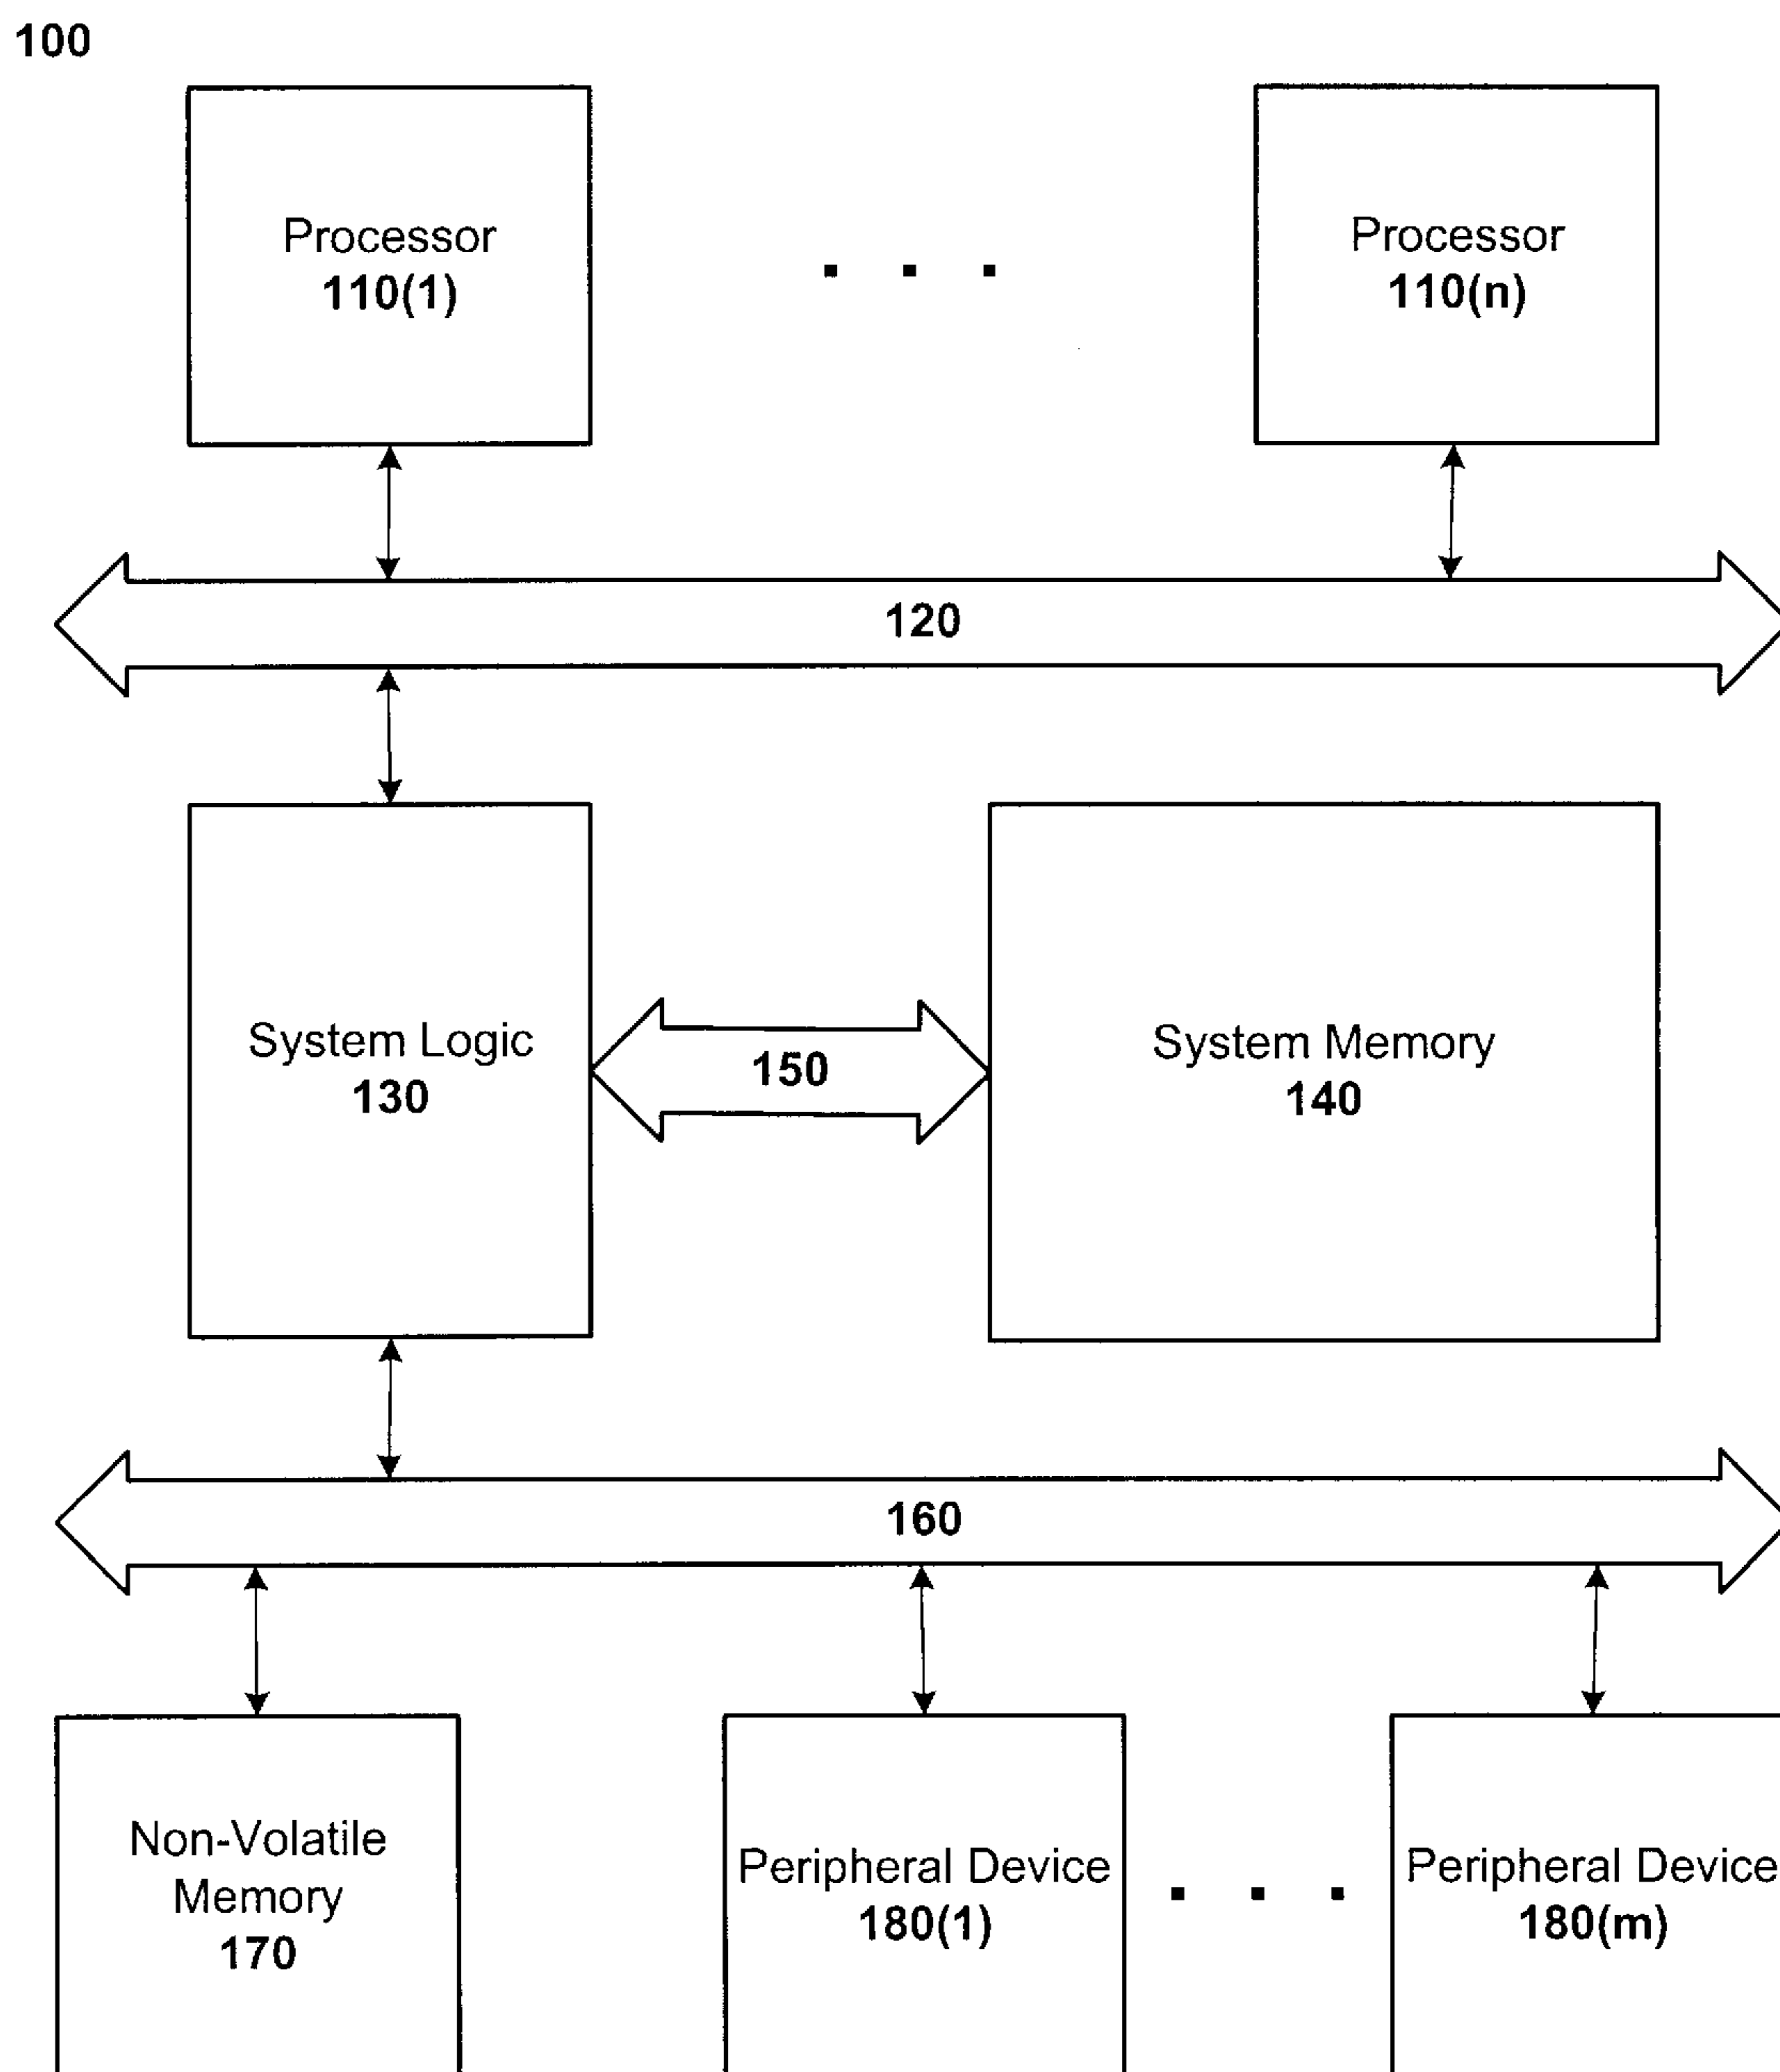 100
Processor
110(1)
. . .
Processor
110(n)
120
System Logic
130
150
System Memory
140
160
Non-Volatile
Memory
170
Peripheral Device
180(1)
. . .
Peripheral Device
180(m)